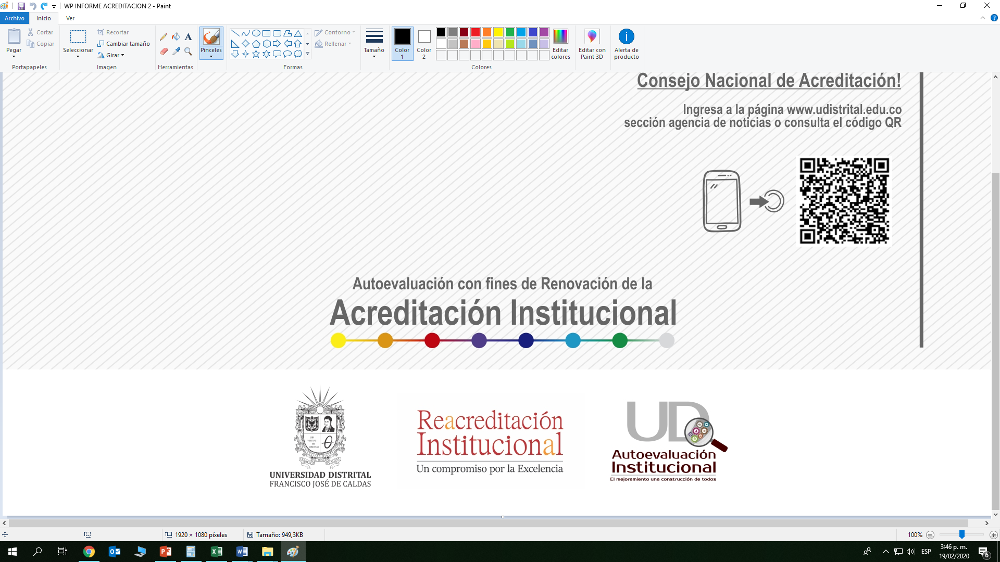 WP INFORME ACREDITACION 2 - Paint
Archivo
Inicio
Ver
Pegar
Cortar
Copiar
Portapapeles
Seleccionar
Recortar
Cambiar tamaño
Girar
Imagen
A
Herramientas
Pinceles
Contorno
Rellenar
Formas
Tamaño
Color
1
Color
2
Editar
colores
Colores
Editar con
Paint 3D
Alerta de
producto
Consejo Nacional de Acreditación!
Ingresa a la página www.udistrital.edu.co
sección agencia de noticias o consulta el código QR
Autoevaluación con fines de Renovación de la
Acreditación Institucional
UNIVERSIDAD DISTRITAL
FRANCISCO JOSÉ DE CALDAS
Reacreditación
Institucional
Un compromiso por la Excelencia
UD
Autoevaluación
Institucional
El mejoramiento una construcción de todos
1920 × 1080 píxeles
Tamaño: 949,3KB
100%
ESP
3:46 p. m.
19/02/2020
6